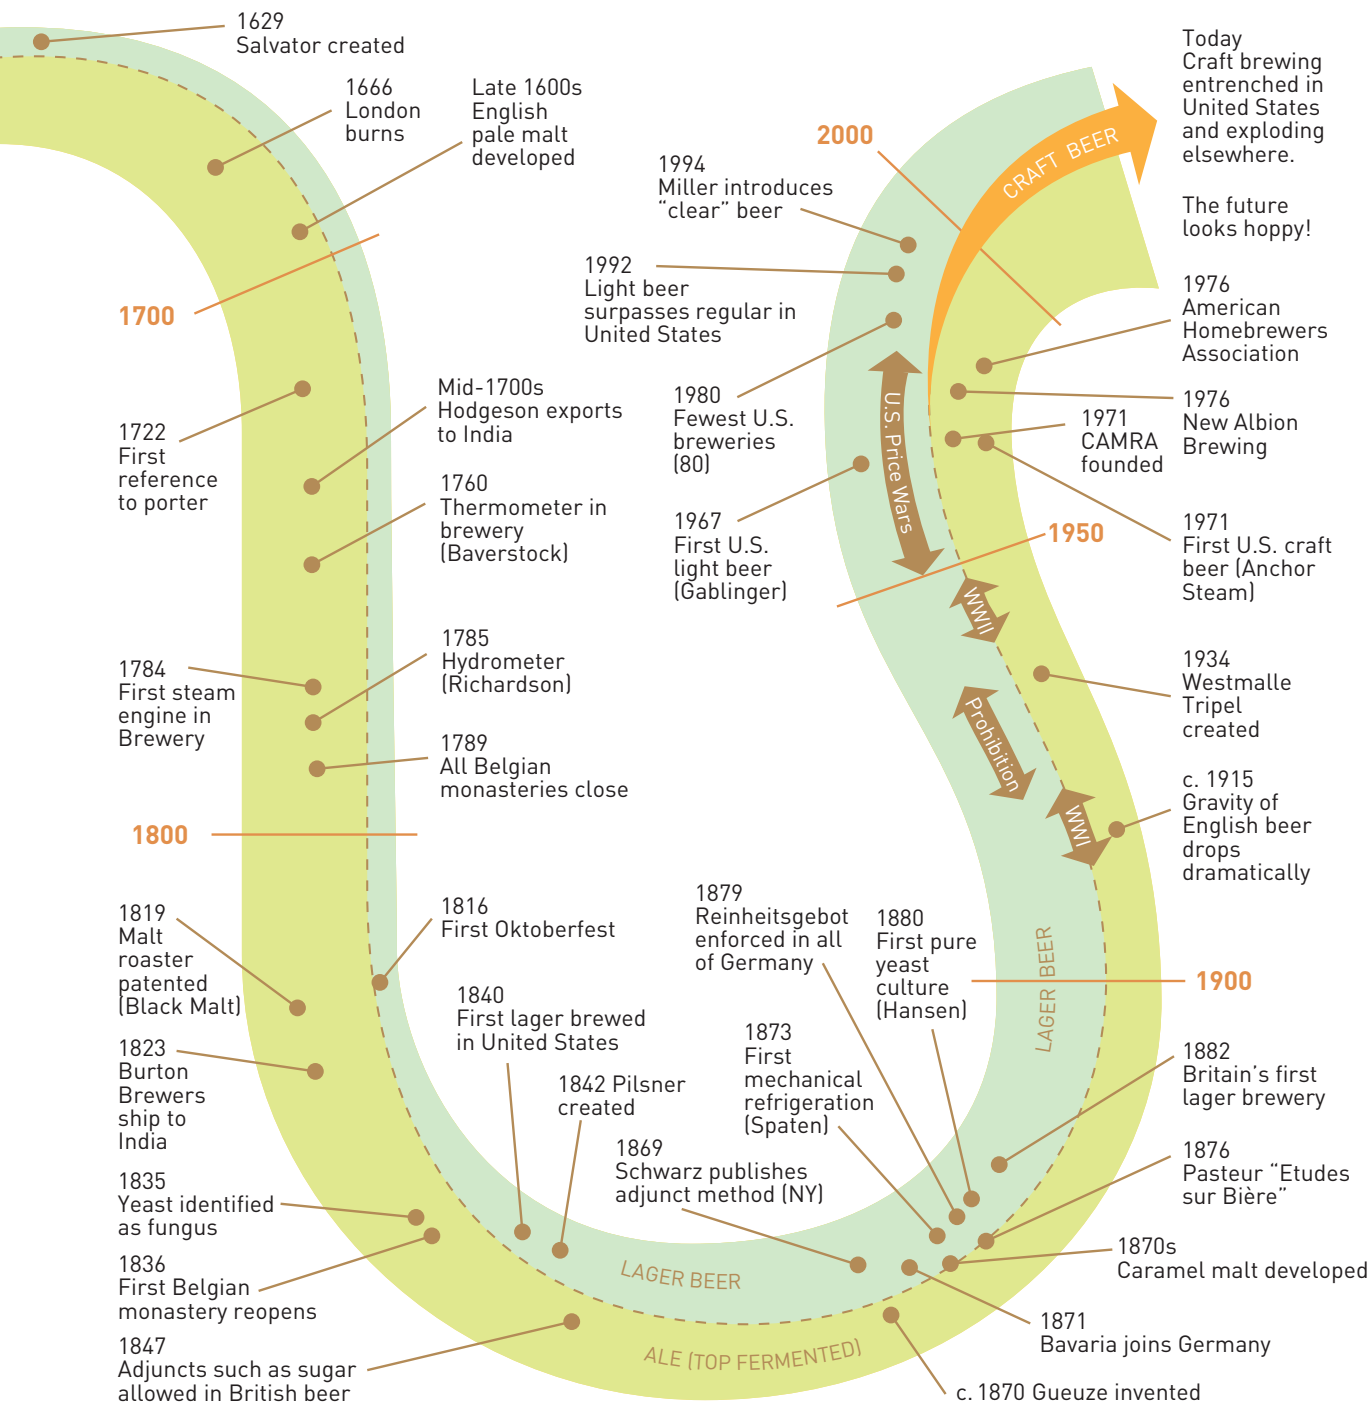 1629
Salvator created
1666
London
burns
Late 1600s
English
pale malt
developed
1700
1722
First
reference
to porter
Mid-1700s
Hodgeson exports
to India
1760
Thermometer in
brewery
(Baverstock)
1784
First steam
engine in
Brewery
1785
Hydrometer
(Richardson)
1789
All Belgian
monasteries close
1800
1819
Malt
roaster
patented
(Black Malt)
1816
First Oktoberfest
1823
Burton
Brewers
ship to
India
1835
Yeast identified
as fungus
1836
First Belgian
monastery reopens
1847
Adjuncts such as sugar
allowed in British beer
1840
First lager brewed
in United States
1842 Pilsner
created
LAGER BEER
ALE (TOP FERMENTED)
1869
Schwarz publishes
adjunct method (NY)
c. 1870 Gueuze invented
1871
Bavaria joins Germany
1870s
Caramel malt developed
1873
First
mechanical
refrigeration
(Spaten)
1876
Pasteur “Etudes
sur Bière”
1879
Reinheitsgebot
enforced in all
of Germany
1880
First pure
yeast
culture
(Hansen)
1882
Britain’s first
lager brewery
1900
LAGER BEER
c. 1915
Gravity of
English beer
drops
dramatically
WWI
Prohibition
1934
Westmalle
Tripel
created
WWII
1950
U.S. Price Wars
1967
First U.S.
light beer
(Gablinger)
1971
First U.S. craft
beer (Anchor
Steam)
1971
CAMRA
founded
1976
New Albion
Brewing
1976
American
Homebrewers
Association
1980
Fewest U.S.
breweries
(80)
1992
Light beer
surpasses regular in
United States
1994
Miller introduces
“clear” beer
2000
CRAFT BEER
Today
Craft brewing
entrenched in
United States
and exploding
elsewhere.
The future
looks hoppy!